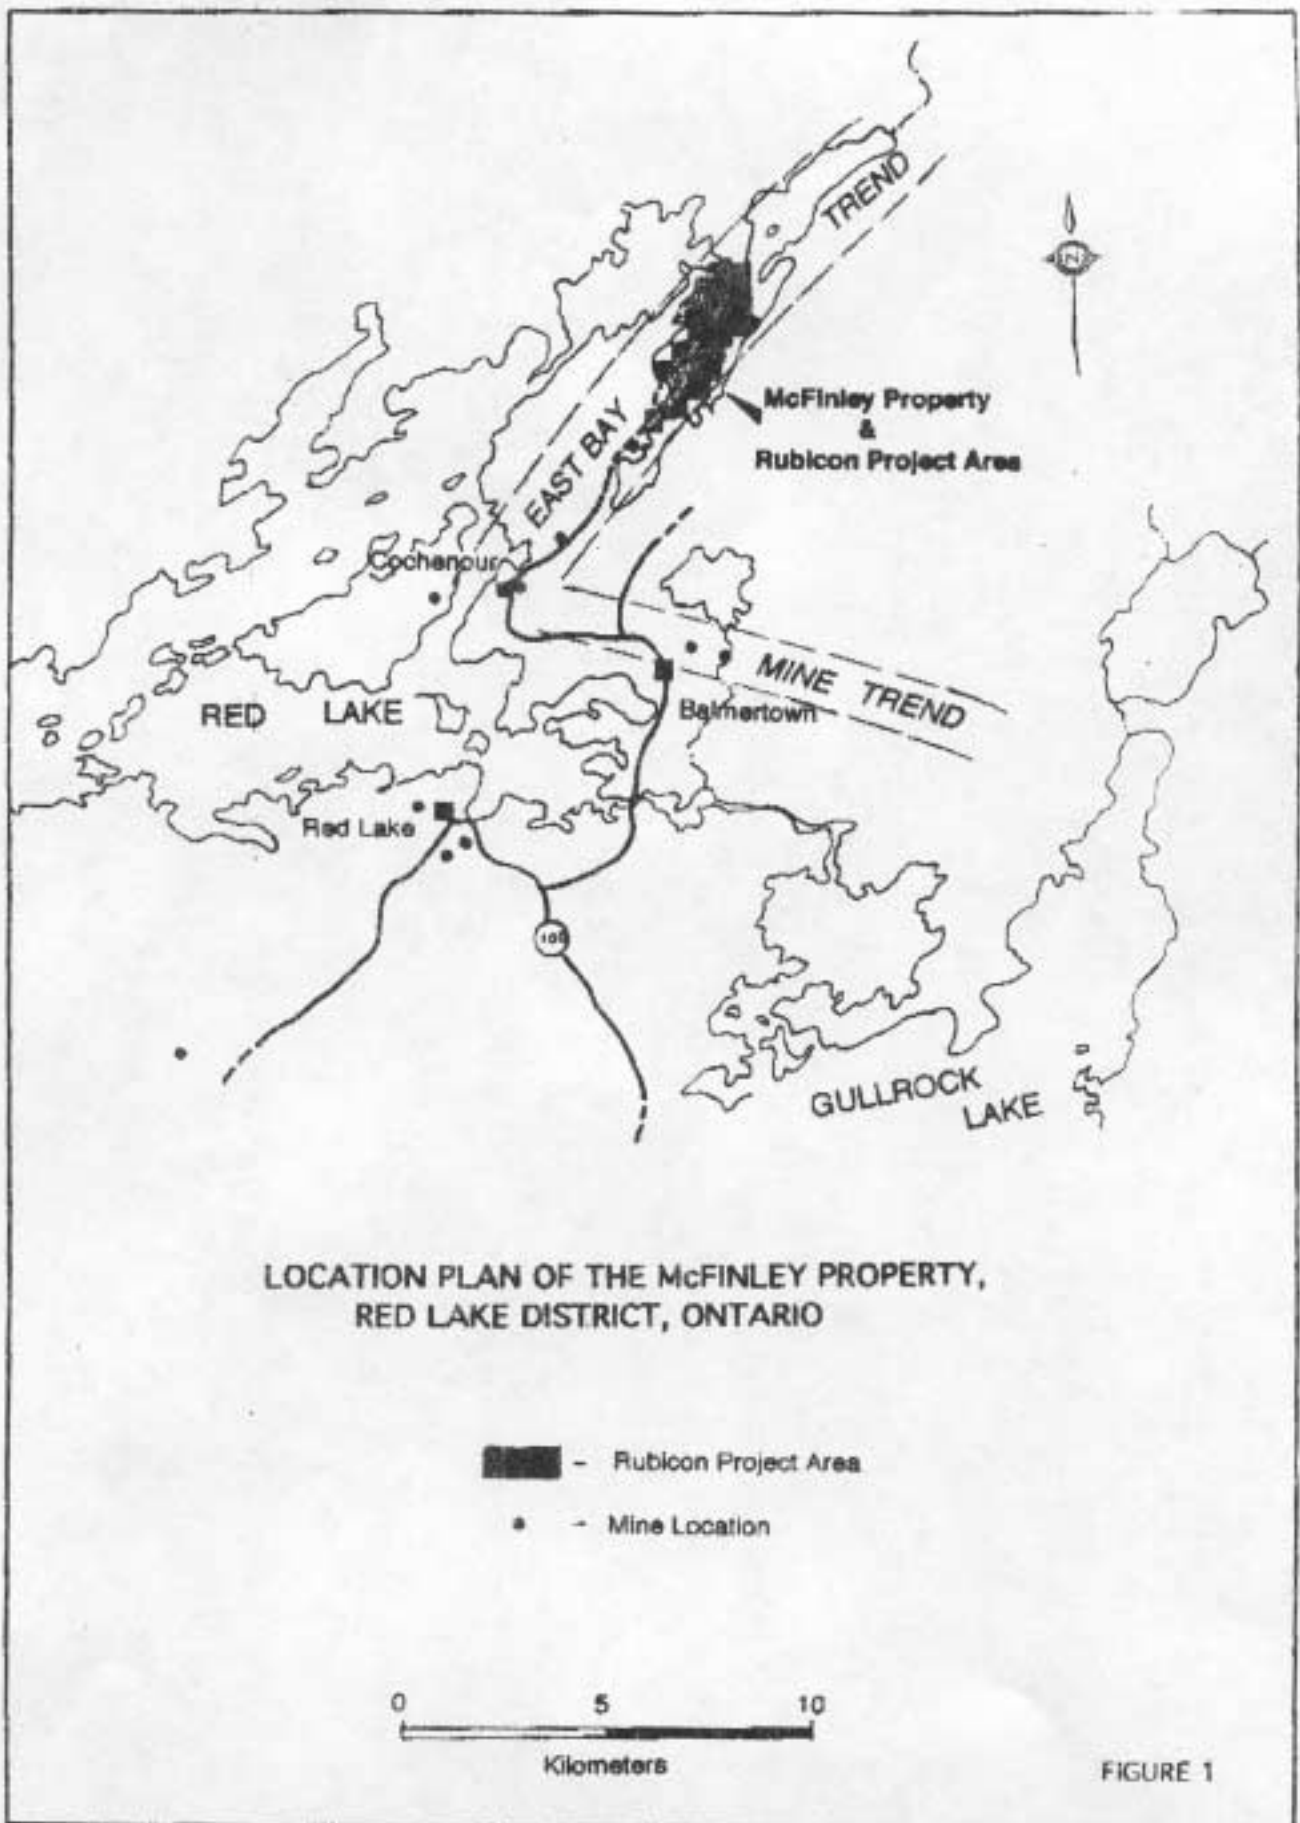 TREND
N
McFinley Property
&
Rubicon Project Area
EAST BAY
Cochenour
MINE TREND
RED LAKE
Balmertown
Red Lake
GULLROCK
LAKE
LOCATION PLAN OF THE McFINLEY PROPERTY,
RED LAKE DISTRICT, ONTARIO
- Rubicon Project Area
- Mine Location
0 5 10
Kilometers
FIGURE 1